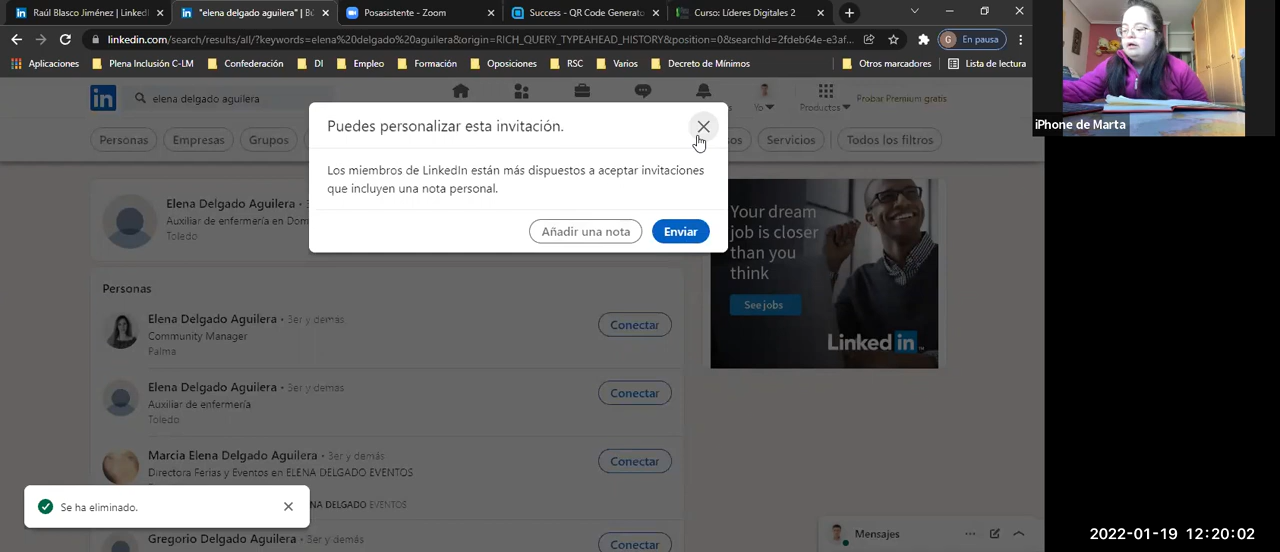 Raúl Blasco Jiménez | LinkedI
"elena delgado aguilera" | Bú
Posasistente - Zoom
Success - QR Code Generato
Curso: Líderes Digitales 2
linkedin.com/search/results/all/?keywords=elena%20delgado%20aguilera&origin=RICH_QUERY_TYPEAHEAD_HISTORY&position=0&searchId=2fdeb64e-e3af...
G En pausa
Aplicaciones
Plena Inclusión C-LM
Confederación
DI
Empleo
Formación
Oposiciones
RSC
Varios
Decreto de Mínimos
Otros marcadores
Lista de lectura
in
elena delgado aguilera
Yo
Productos
Probar Premium gratis
Personas
Empresas
Grupos
sos
Servicios
Todos los filtros
Puedes personalizar esta invitación.
Los miembros de LinkedIn están más dispuestos a aceptar invitaciones
que incluyen una nota personal.
Añadir una nota
Enviar
Elena Delgado Aguilera •
Auxiliar de enfermería en Dom
Toledo
Personas
Elena Delgado Aguilera • 3er y demás
Community Manager
Palma
Conectar
Elena Delgado Aguilera • 3er y demás
Auxiliar de enfermería
Toledo
Conectar
Marcia Elena Delgado Aguilera • 3er y demás
Directora Ferias y Eventos en ELENA DELGADO EVENTOS
Conectar
NA DELGADO EVENTOS
Gregorio Delgado Aguilera • 3er y demás
Conectar
Se ha eliminado.
Your dream
job is closer
than you
think
See jobs
Linked in
Mensajes
iPhone de Marta
2022-01-19 12:20:02